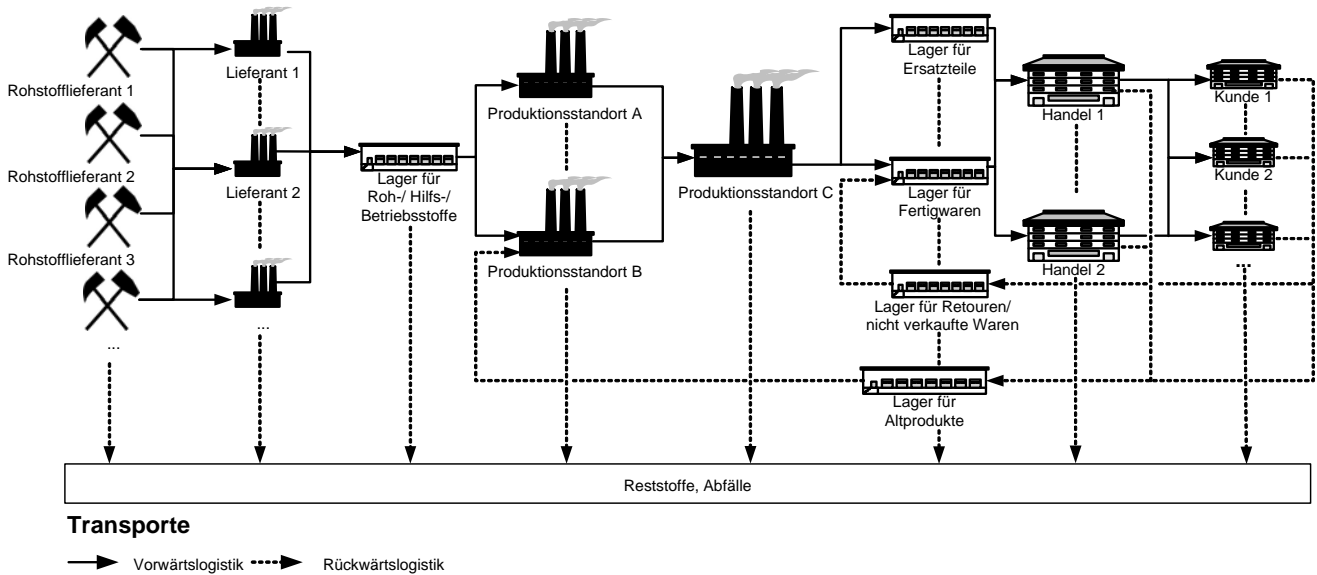 Rohstofflieferant 1
Rohstofflieferant 2
Rohstofflieferant 3
...
Lieferant 1
Lieferant 2
...
Lager für
Roh-/ Hilfs-/
Betriebsstoffe
Produktionsstandort A
Produktionsstandort B
Produktionsstandort C
Lager für
Ersatzteile
Lager für
Fertigwaren
Lager für Retouren/
nicht verkaufte Waren
Lager für
Altprodukte
Handel 1
Handel 2
Kunde 1
Kunde 2
...
Reststoffe, Abfälle
Transporte
Vorwärtslogistik
Rückwärtslogistik